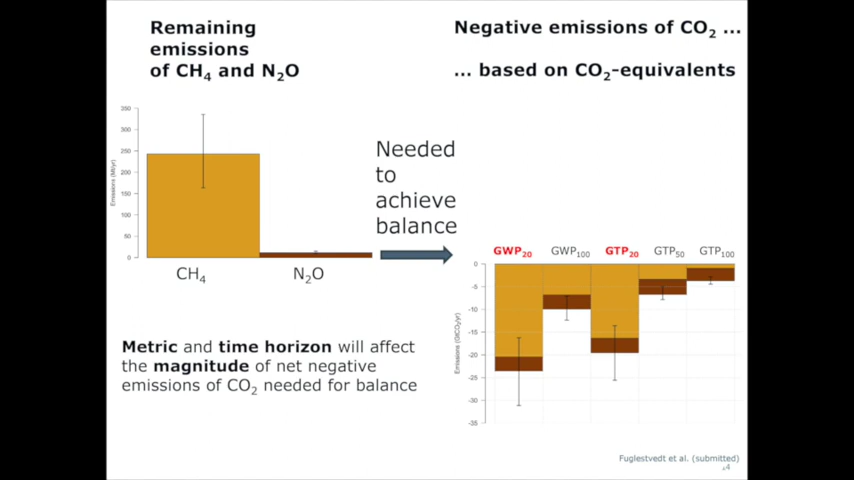 Remaining
emissions
of CH₄ and N₂O
Negative emissions of CO₂ ...
... based on CO₂-equivalents
350
300
250
200
150
100
50
0
Emissions (Mt/yr)
CH₄
N₂O
Needed
to
achieve
balance
GWP₂₀
GWP₁₀₀
GTP₂₀
GTP₅₀
GTP₁₀₀
0
-5
-10
-15
-20
-25
-30
-35
Emissions (GtCO₂/yr)
Metric and time horizon will affect
the magnitude of net negative
emissions of CO₂ needed for balance
Fuglestvedt et al. (submitted)